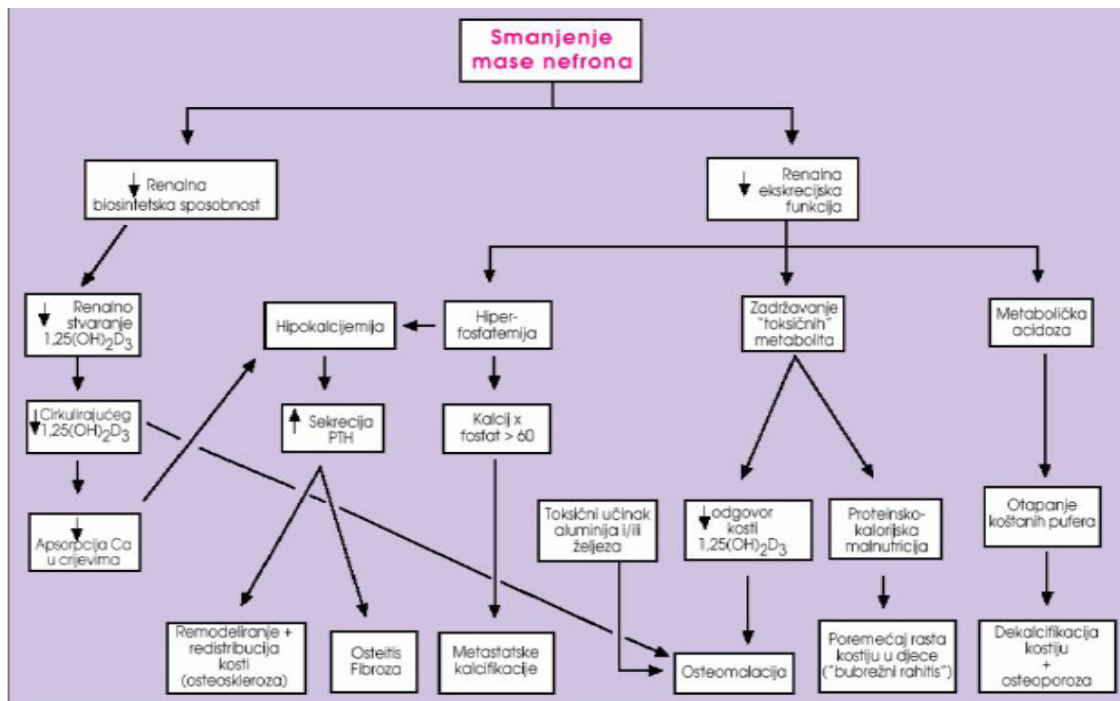 Smanjenje
mase nefrona
Renalna
biosintetska sposobnost
Renalna
ekskrecijska
funkcija
Renalno
stvaranje
1,25(OH)2D3
Hipokalcijemija
Hiper-
fosfatemija
Zadržavanje
"toksičnih"
metabolita
Metabolička
acidoza
Cirkulirajućeg
1,25(OH)2D3
Sekrecija
PTH
Kalcij x
fosfat > 60
Apsorpcija Ca
u crijevima
Toksični učinak
aluminija i/ili
željeza
odgovor
kosti
1,25(OH)2D3
Proteinsko-
kalorijska
malnutricija
Otapanje
koštanih pufera
Remodeliranje +
redistribucija
kosti
(osteoskleroza)
Osteitis
Fibroza
Metastatske
kalcifikacije
Osteomalacija
Poremećaj rasta
kostiju u djece
("bubrežni rahitis")
Dekalcifikacija
kostiju
+
osteoporoza